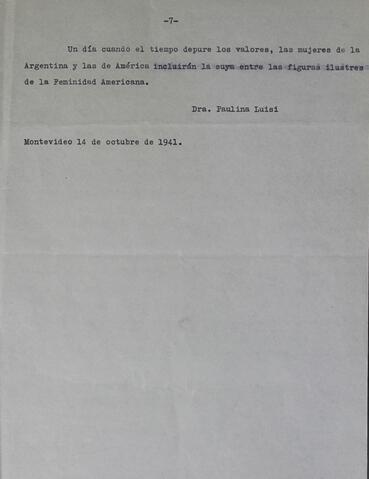 -7-
Un día cuando el tiempo depure los valores, las mujeres de la
Argentina y las de América incluirán la suya entre las figuras ilustres
de la Feminidad Americana.
Dra. Paulina Luisi
Montevideo 14 de octubre de 1941.